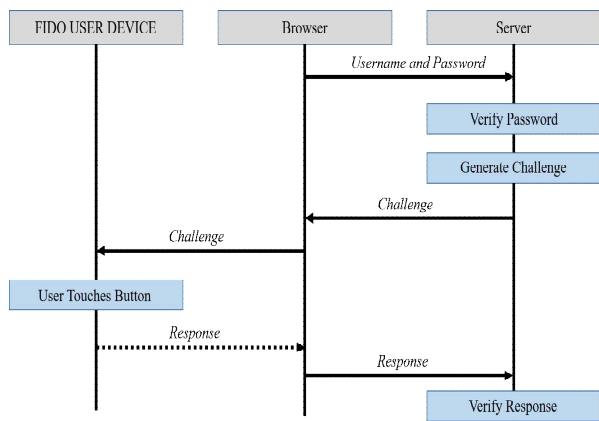 FIDO USER DEVICE
Browser
Server
Username and Password
Verify Password
Generate Challenge
Challenge
Challenge
User Touches Button
Response
Response
Verify Response